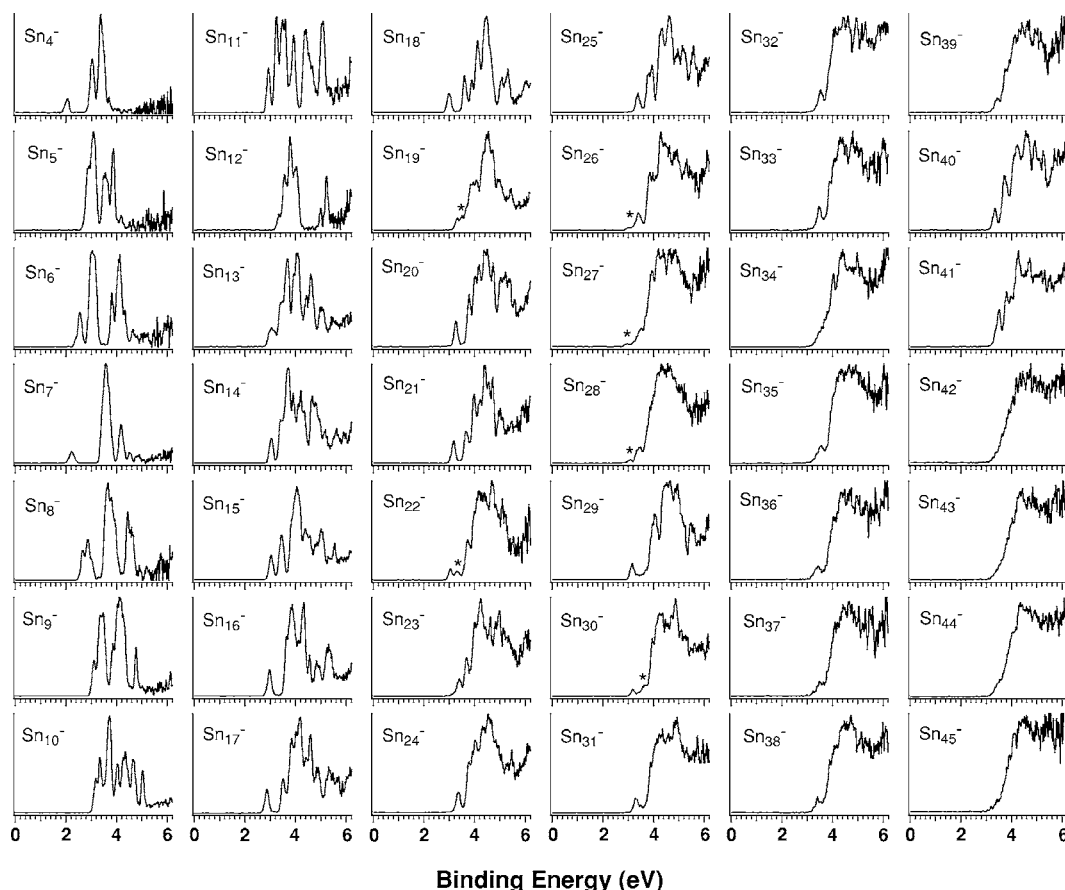 Sn4-
Sn11-
Sn18-
Sn25-
Sn32-
Sn39-
Sn5-
Sn12-
Sn19-
*
Sn26-
*
Sn33-
Sn40-
Sn6-
Sn13-
Sn20-
Sn27-
*
Sn34-
Sn41-
Sn7-
Sn14-
Sn21-
Sn28-
*
Sn35-
Sn42-
Sn8-
Sn15-
Sn22-
*
Sn29-
Sn36-
Sn43-
Sn9-
Sn16-
Sn23-
Sn30-
*
Sn37-
Sn44-
Sn10-
Sn17-
Sn24-
Sn31-
Sn38-
Sn45-
0 2 4 6 0 2 4 6 0 2 4 6 0 2 4 6 0 2 4 6 0 2 4 6
Binding Energy (eV)